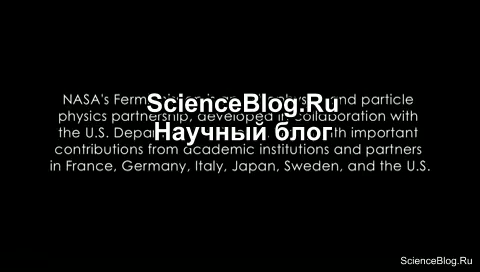 ScienceBlog.Ru
Научный блог
NASA's and particle
physics partnership, developed in collaboration with
the U.S. important
contributions from academic institutions and partners
in France, Germany, Italy, Japan, Sweden, and the U.S.
ScienceBlog.Ru